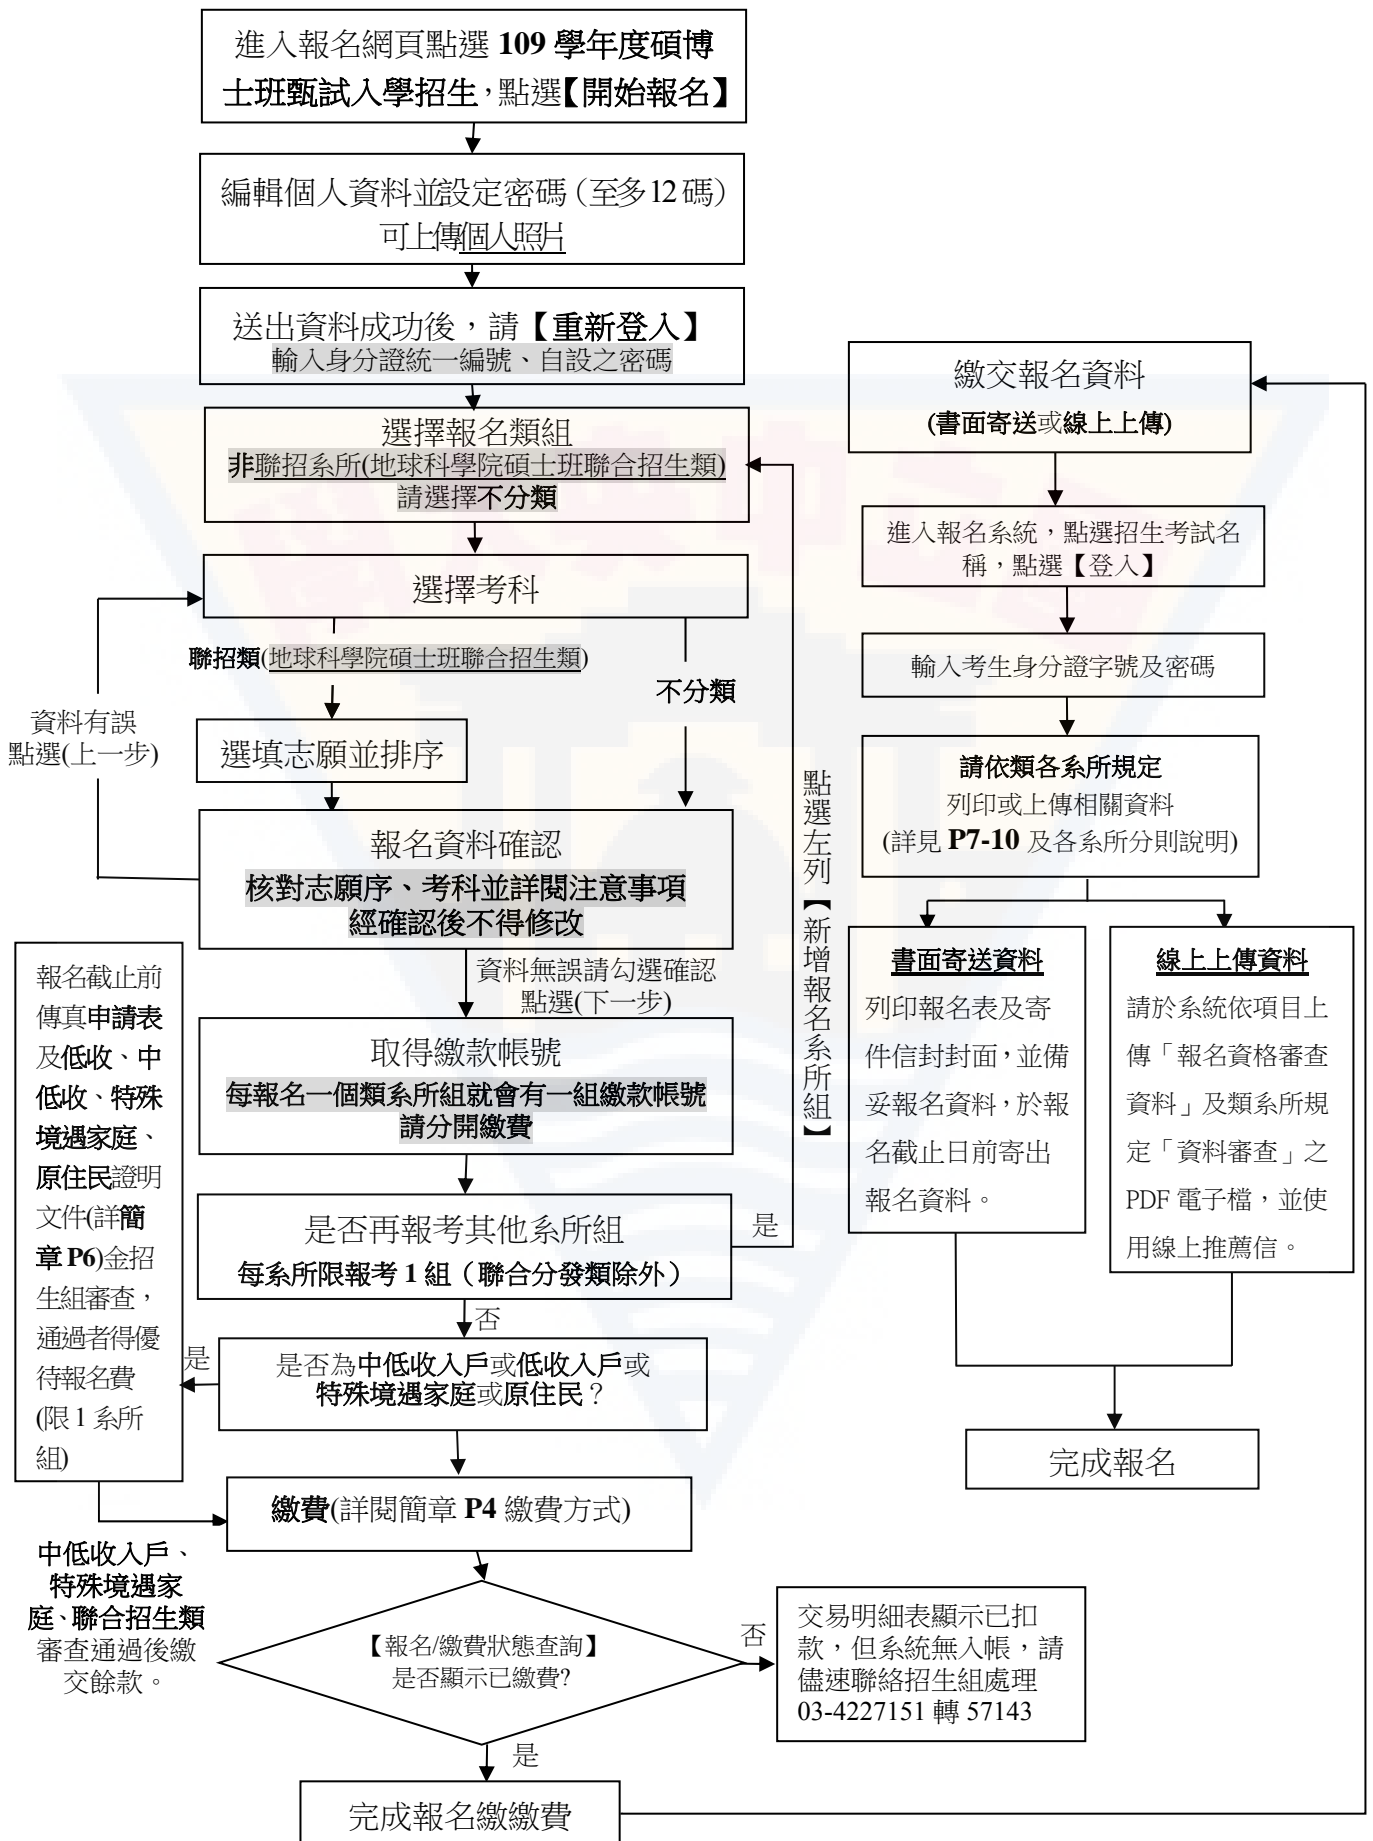 進入報名網頁點選 109 學年度碩博
士班甄試入學招生，點選【開始報名】
編輯個人資料並設定密碼（至多12碼）
可上傳個人照片
送出資料成功後，請【重新登入】
輸入身分證統一編號、自設之密碼
選擇報名類組
非聯招系所(地球科學院碩士班聯合招生類)
請選擇不分類
選擇考科
聯招類(地球科學院碩士班聯合招生類)
不分類
資料有誤
點選(上一步)
選填志願並排序
報名資料確認
核對志願序、考科並詳閱注意事項
經確認後不得修改
資料無誤請勾選確認
點選(下一步)
取得繳款帳號
每報名一個類系所組就會有一組繳款帳號
請分開繳費
是否再報考其他系所組
每系所限報考 1 組（聯合分發類除外）
是
點選左列【新增報名系所組】
否
是否為中低收入戶或低收入戶或
特殊境遇家庭或原住民？
是
報名截止前
傳真申請表
及低收、中
低收、特殊
境遇家庭、
原住民證明
文件(詳簡
章 P6)金招
生組審查，
通過者得優
待報名費
(限 1 系所
組)
中低收入戶、
特殊境遇家
庭、聯合招生類
審查通過後繳
交餘款。
繳費(詳閱簡章 P4 繳費方式)
【報名/繳費狀態查詢】
是否顯示已繳費?
否
交易明細表顯示已扣
款，但系統無入帳，請
儘速聯絡招生組處理
03-4227151 轉 57143
是
完成報名繳繳費
繳交報名資料
(書面寄送或線上上傳)
進入報名系統，點選招生考試名
稱，點選【登入】
輸入考生身分證字號及密碼
請依類各系所規定
列印或上傳相關資料
(詳見 P7-10 及各系所分則說明)
書面寄送資料
列印報名表及寄
件信封封面，並備
妥報名資料，於報
名截止日前寄出
報名資料。
線上上傳資料
請於系統依項目上
傳「報名資格審查
資料」及類系所規
定「資料審查」之
PDF 電子檔，並使
用線上推薦信。
完成報名